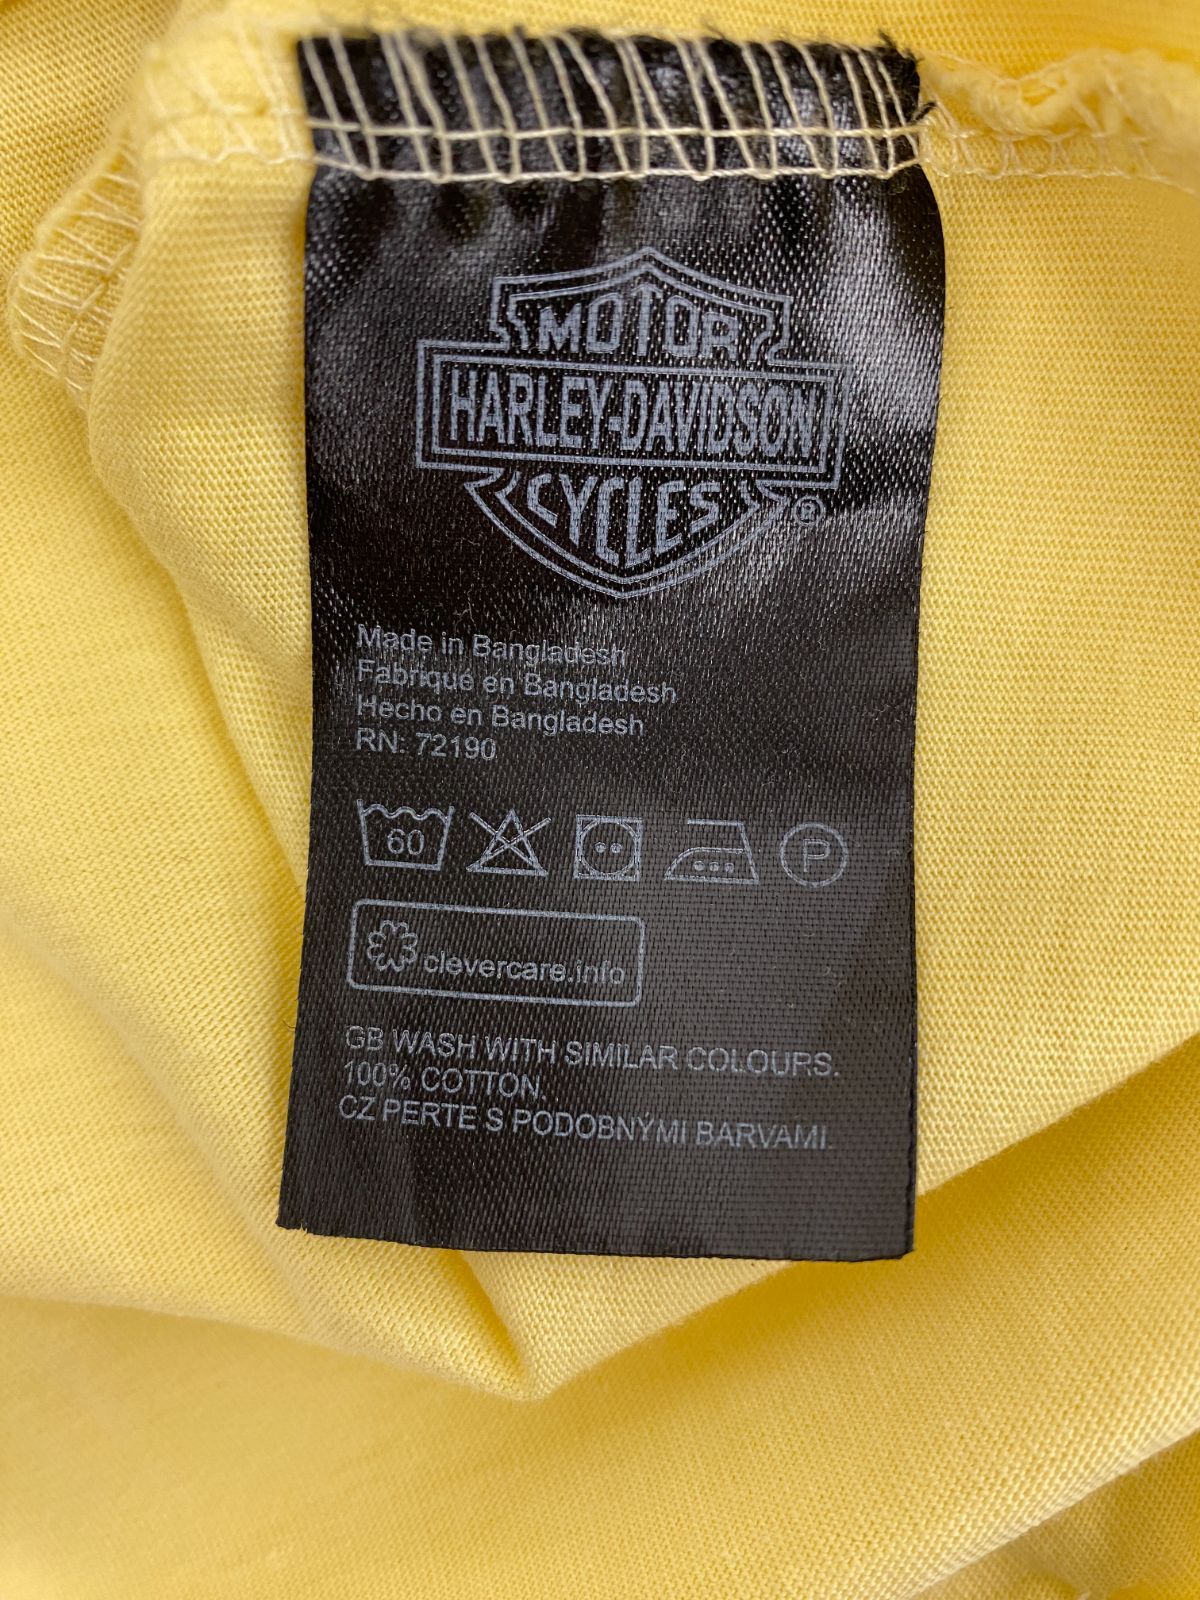 MOTOR
HARLEY-DAVIDSON
CYCLES
®
Made in Bangladesh
Fabriqué en Bangladesh
Hecho en Bangladesh
RN: 72190
60 P
clevercare.info
GB WASH WITH SIMILAR COLOURS.
100% COTTON.
CZ PERTE S PODOBNÝMI BARVAMI.